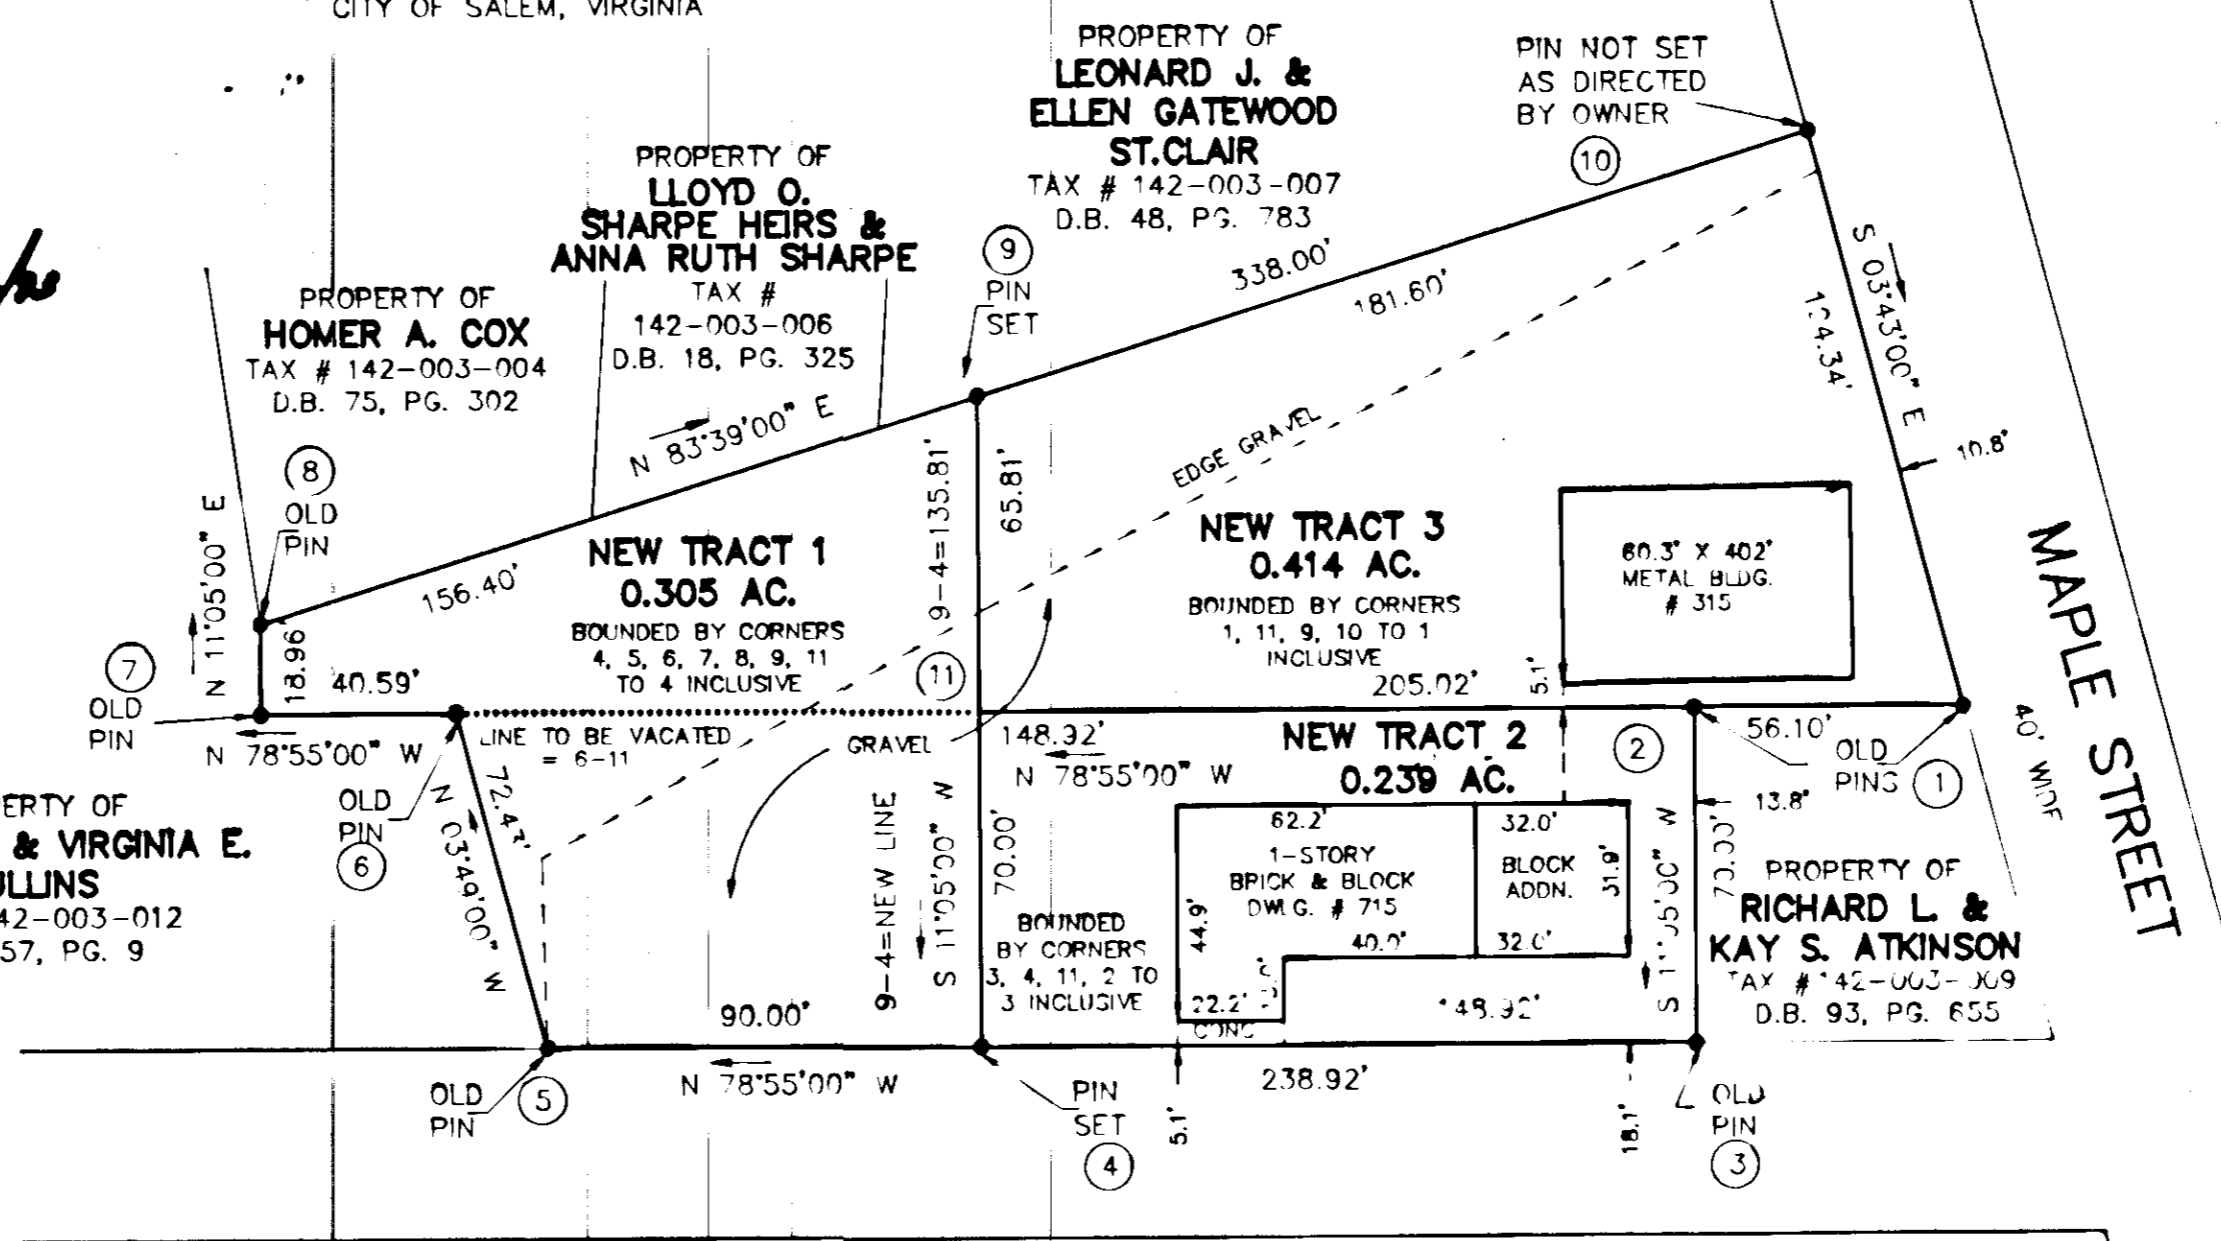 CITY OF SALEM, VIRGINIA
PROPERTY OF
LEONARD J. &
ELLEN GATEWOOD
ST.CLAIR
TAX # 142-003-007
D.B. 48, PG. 783
PIN NOT SET
AS DIRECTED
BY OWNER
10
PROPERTY OF
LLOYD O.
SHARPE HEIRS &
ANNA RUTH SHARPE
TAX #
142-003-006
D.B. 18, PG. 325
9
PIN
SET
338.00'
181.60'
S 03°43'00" E
124.34'
10.8'
PROPERTY OF
HOMER A. COX
TAX # 142-003-004
D.B. 75, PG. 302
N 83°39'00" E
8
OLD
PIN
N 11°05'00" E
18.96'
156.40'
9-4=135.81'
65.81'
EDGE GRAVEL
NEW TRACT 1
0.305 AC.
BOUNDED BY CORNERS
4, 5, 6, 7, 8, 9, 11
TO 4 INCLUSIVE
NEW TRACT 3
0.414 AC.
BOUNDED BY CORNERS
1, 11, 9, 10 TO 1
INCLUSIVE
60.3' X 402'
METAL BLDG.
# 315
MAPLE STREET
40' WIDE
7
OLD
PIN
40.59'
11
205.02'
5.1'
N 78°55'00" W
LINE TO BE VACATED
= 6-11
GRAVEL
148.92'
N 78°55'00" W
NEW TRACT 2
0.239 AC.
2
56.10'
OLD
PINS
1
OLD
PIN
6
72.43'
N 03°49'00" W
9-4=NEW LINE
S 11°05'00" W
70.00'
13.8'
S 11°05'00" W
70.00'
62.2'
1-STORY
BRICK & BLOCK
DWLG. # 715
44.9'
40.0'
22.2'
CONC
32.0'
BLOCK
ADDN.
31.9'
32.0'
BOUNDED
BY CORNERS
3, 4, 11, 2 TO
3 INCLUSIVE
148.92'
PROPERTY OF
RICHARD L. &
KAY S. ATKINSON
TAX # 142-003-009
D.B. 93, PG. 655
ERTY OF
& VIRGINIA E.
LLINS
42-003-012
57, PG. 9
90.00'
N 78°55'00" W
238.92'
OLD
PIN
5
PIN
SET
4
5.1'
18.1'
OLD
PIN
3